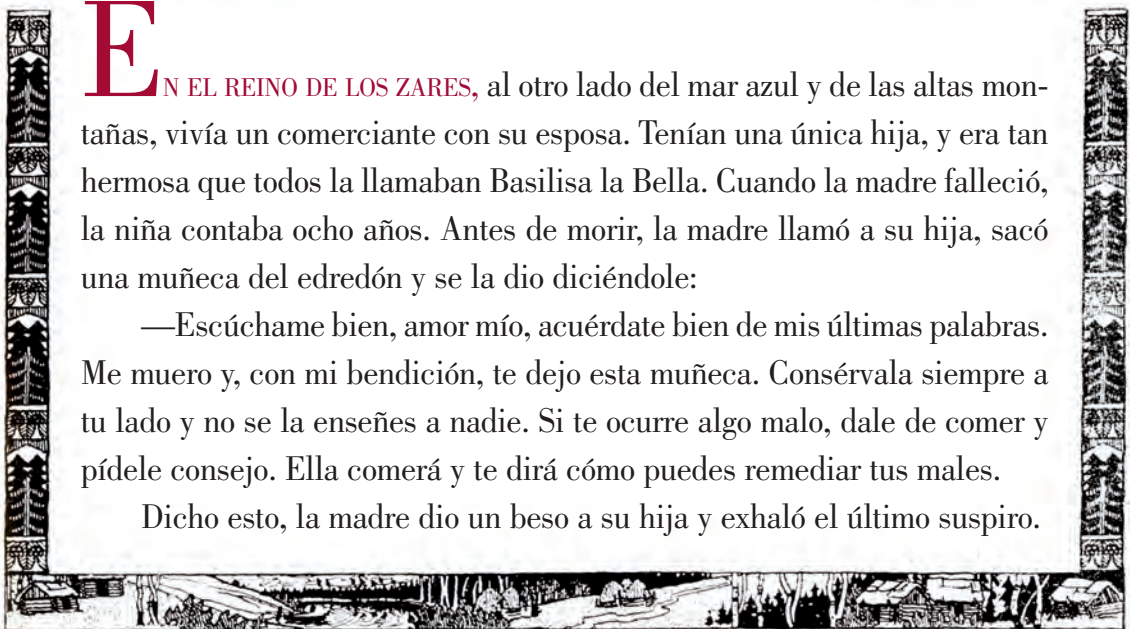 EN EL REINO DE LOS ZARES, al otro lado del mar azul y de las altas mon-
tañas, vivía un comerciante con su esposa. Tenían una única hija, y era tan
hermosa que todos la llamaban Basilisa la Bella. Cuando la madre falleció,
la niña contaba ocho años. Antes de morir, la madre llamó a su hija, sacó
una muñeca del edredón y se la dio diciéndole:
—Escúchame bien, amor mío, acuérdate bien de mis últimas palabras.
Me muero y, con mi bendición, te dejo esta muñeca. Consérvala siempre a
tu lado y no se la enseñes a nadie. Si te ocurre algo malo, dale de comer y
pídele consejo. Ella comerá y te dirá cómo puedes remediar tus males.
Dicho esto, la madre dio un beso a su hija y exhaló el último suspiro.